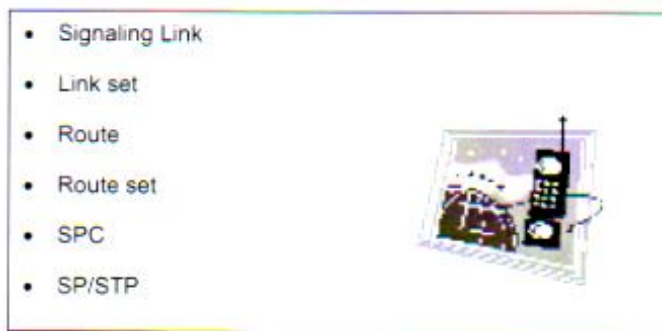 • Signaling Link
• Link set
• Route
• Route set
• SPC
• SP/STP